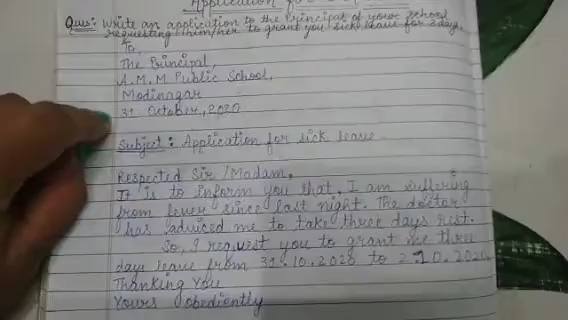 Application for
Ques: Write an application to the Principal of your School
requesting him/her to grant you sick leave for 3 days.
To,
The Principal,
A.M.M Public School,
Modinagar
31 October, 2020
Subject: Application for sick leave
Respected Sir/Madam,
It is to inform you that, I am suffering
from fever since last night. The doctor
has adviced me to take three days rest.
So, I request you to grant me three
days leave from 31.10.2020 to 2.10.2020.
Thanking You
Yours obediently